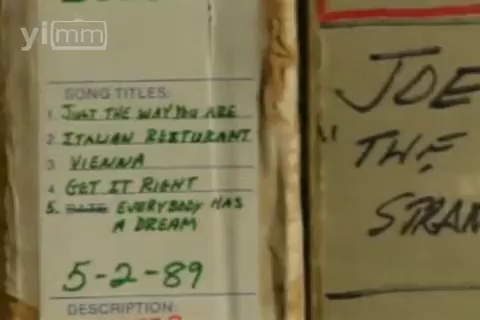 yimm
SONG TITLES:
1. JUST THE WAY YOU ARE
2. ITALIAN RESTURANT
3. VIENNA
4. GET IT RIGHT
5. DATE EVERYBODY HAS
A DREAM
5-2-89
DESCRIPTION:
JOE
"THE
STRAN